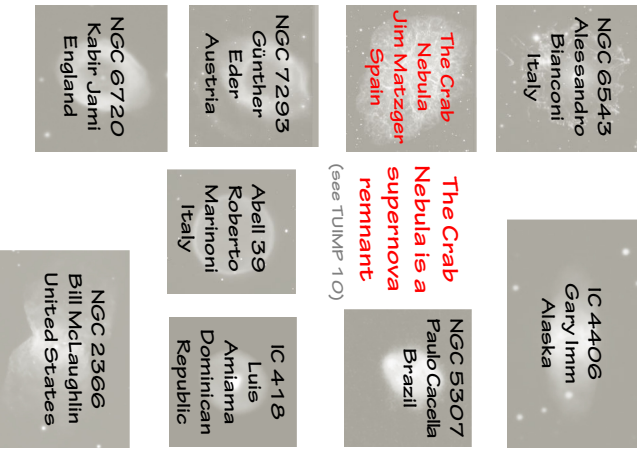 NGC 6543
Alessandro
Bianconi
Italy
IC 4406
Gary Imm
Alaska
The Crab
Nebula
Jim Matzger
Spain
The Crab
Nebula is a
supernova
remnant
(see TUIMP 10)
NGC 5307
Paulo Cacella
Brazil
NGC 7293
Günther
Eder
Austria
Abell 39
Roberto
Marinoni
Italy
IC 418
Luis
Amiama
Dominican
Republic
NGC 6720
Kabir Jami
England
NGC 2366
Bill McLaughlin
United States